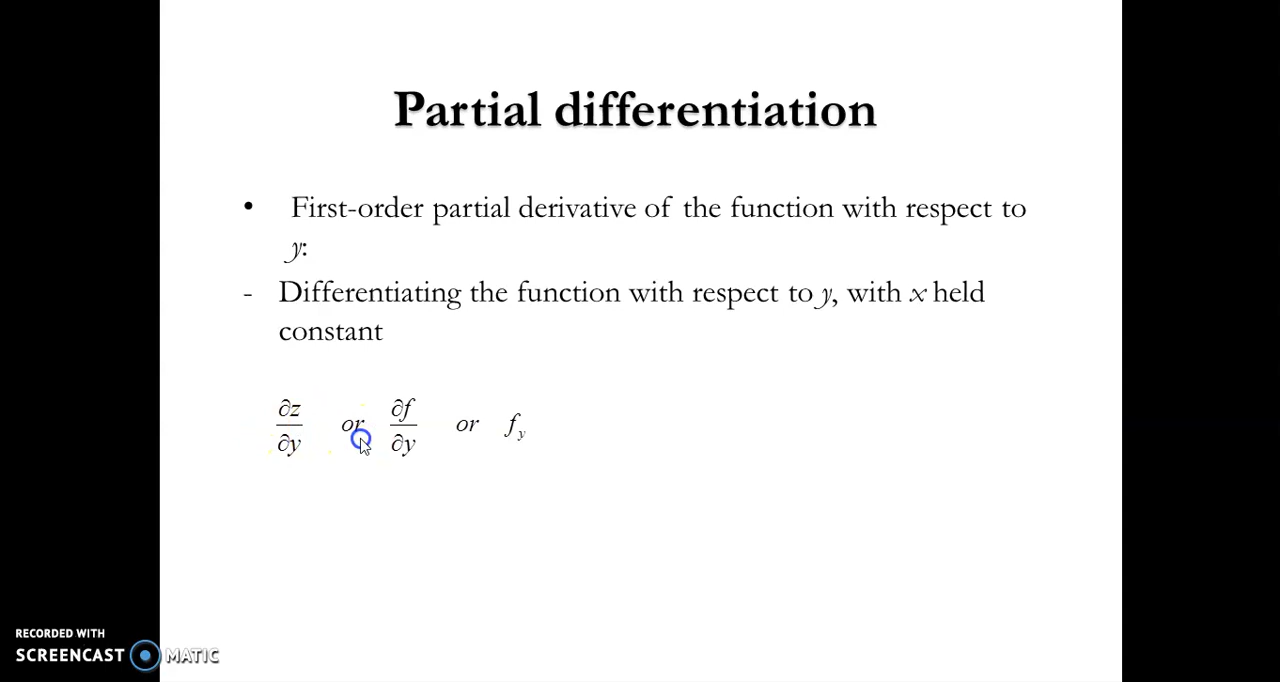 Partial differentiation
• First-order partial derivative of the function with respect to
y:
- Differentiating the function with respect to y, with x held
constant
∂z/∂y or ∂f/∂y or f_y
RECORDED WITH
SCREENCAST MATIC